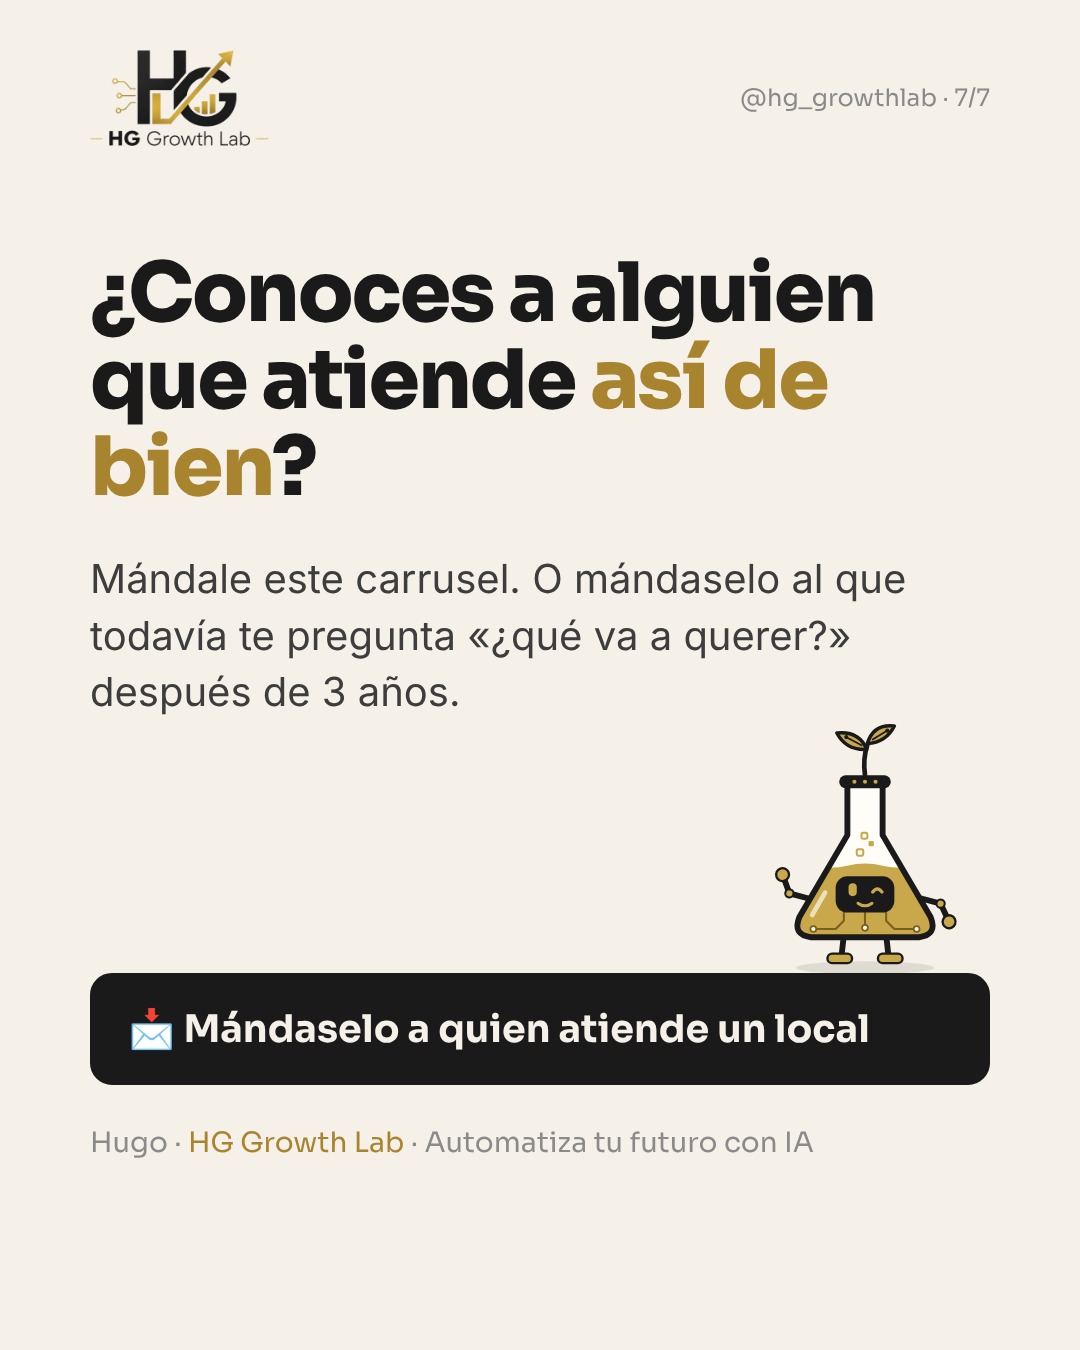 HG
HG Growth Lab
@hg_growthlab · 7/7
¿Conoces a alguien
que atiende así de
bien?
Mándale este carrusel. O mándaselo al que
todavía te pregunta «¿qué va a querer?»
después de 3 años.
📩 Mándaselo a quien atiende un local
Hugo · HG Growth Lab · Automatiza tu futuro con IA